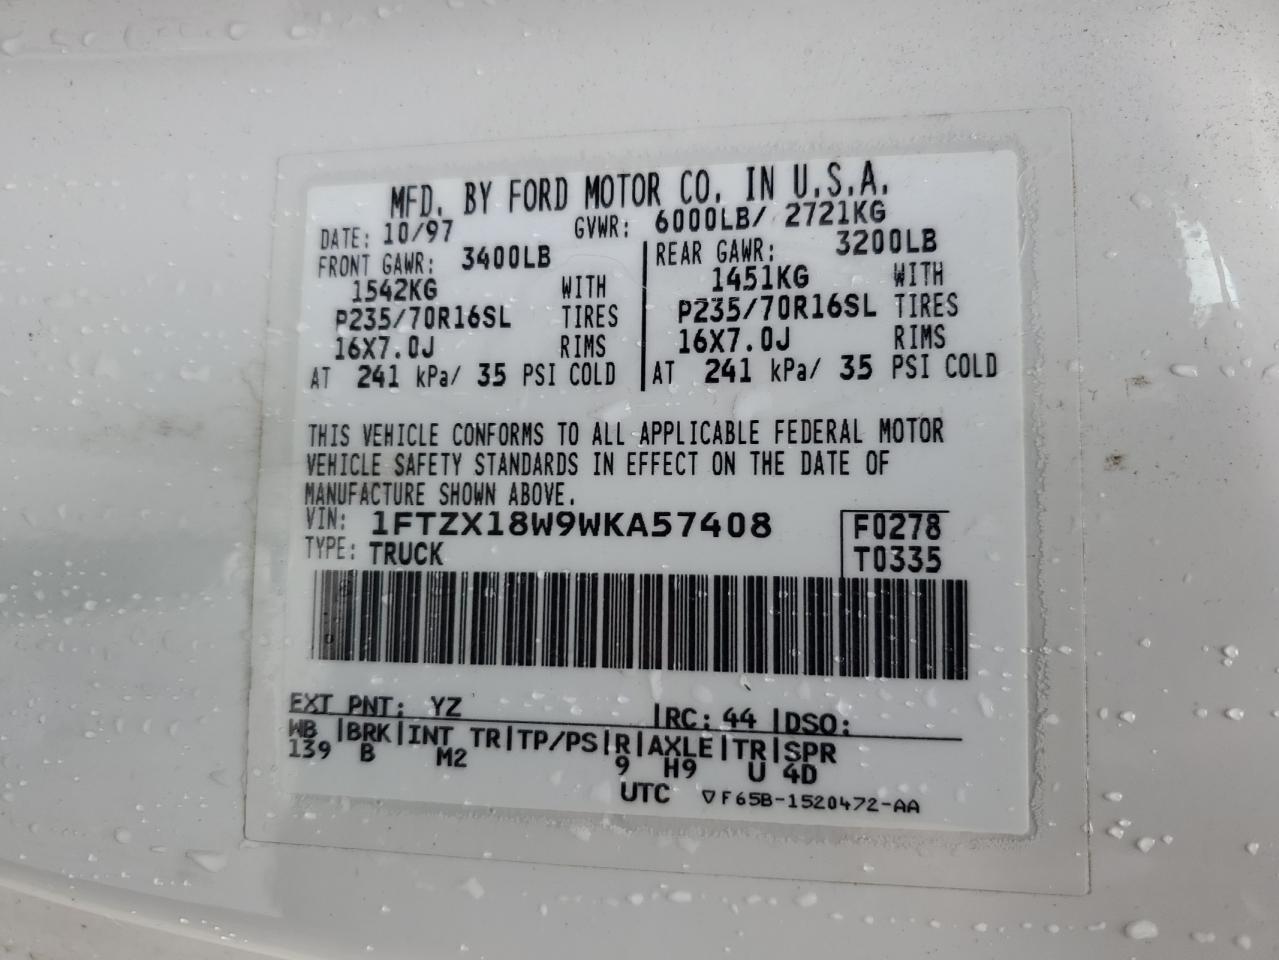 MFD. BY FORD MOTOR CO. IN U.S.A.
DATE: 10/97 GVWR: 6000LB/ 2721KG
FRONT GAWR: 3400LB REAR GAWR: 3200LB
1542KG WITH 1451KG WITH
P235/70R16SL TIRES P235/70R16SL TIRES
16X7.0J RIMS 16X7.0J RIMS
AT 241 kPa/ 35 PSI COLD AT 241 kPa/ 35 PSI COLD
THIS VEHICLE CONFORMS TO ALL APPLICABLE FEDERAL MOTOR
VEHICLE SAFETY STANDARDS IN EFFECT ON THE DATE OF
MANUFACTURE SHOWN ABOVE.
VIN: 1FTZX18W9WKA57408 F0278
TYPE: TRUCK T0335
EXT PNT: YZ RC: 44 DSO:
WB BRK INT TR TP/PS R AXLE TR SPR
139 B M2 9 H9 U 4D
UTC ▽F65B-1520472-AA